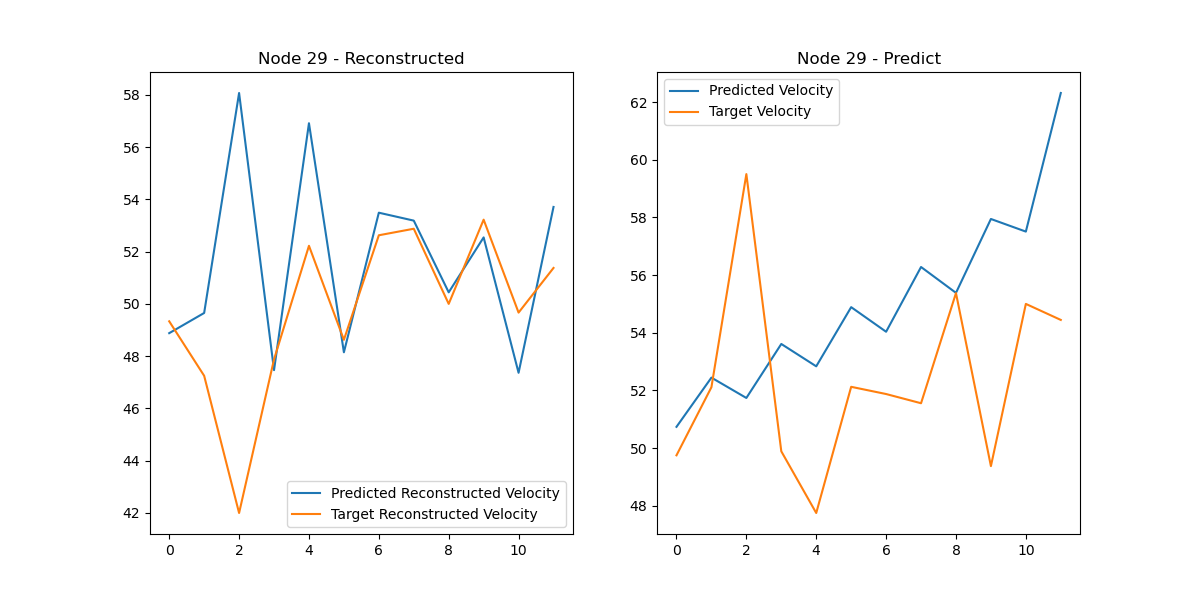 Node 29 - Reconstructed
58
56
54
52
50
48
46
44
42
0 2 4 6 8 10
Predicted Reconstructed Velocity
Target Reconstructed Velocity
Node 29 - Predict
Predicted Velocity
Target Velocity
62
60
58
56
54
52
50
48
0 2 4 6 8 10